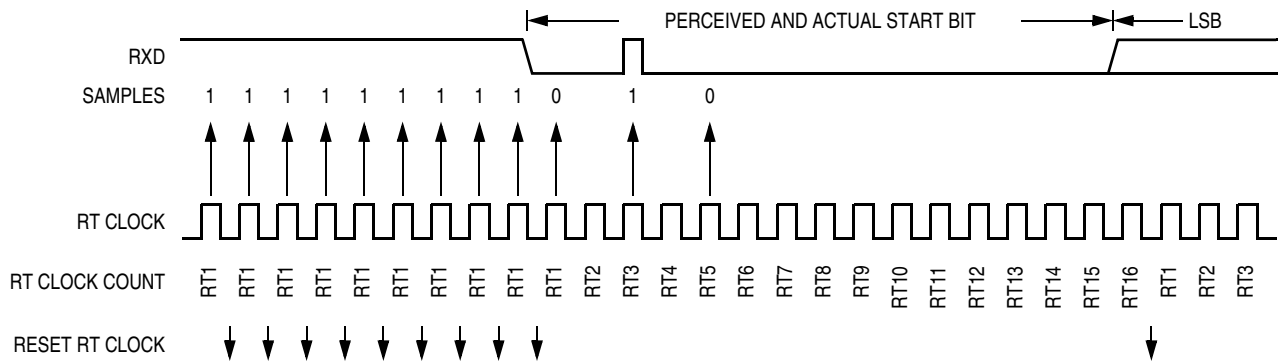 PERCEIVED AND ACTUAL START BIT LSB
RXD
SAMPLES 1 1 1 1 1 1 1 1 1 0 1 0
RT CLOCK
RT CLOCK COUNT RT1 RT1 RT1 RT1 RT1 RT1 RT1 RT1 RT1 RT1 RT2 RT3 RT4 RT5 RT6 RT7 RT8 RT9 RT10 RT11 RT12 RT13 RT14 RT15 RT16 RT1 RT2 RT3
RESET RT CLOCK